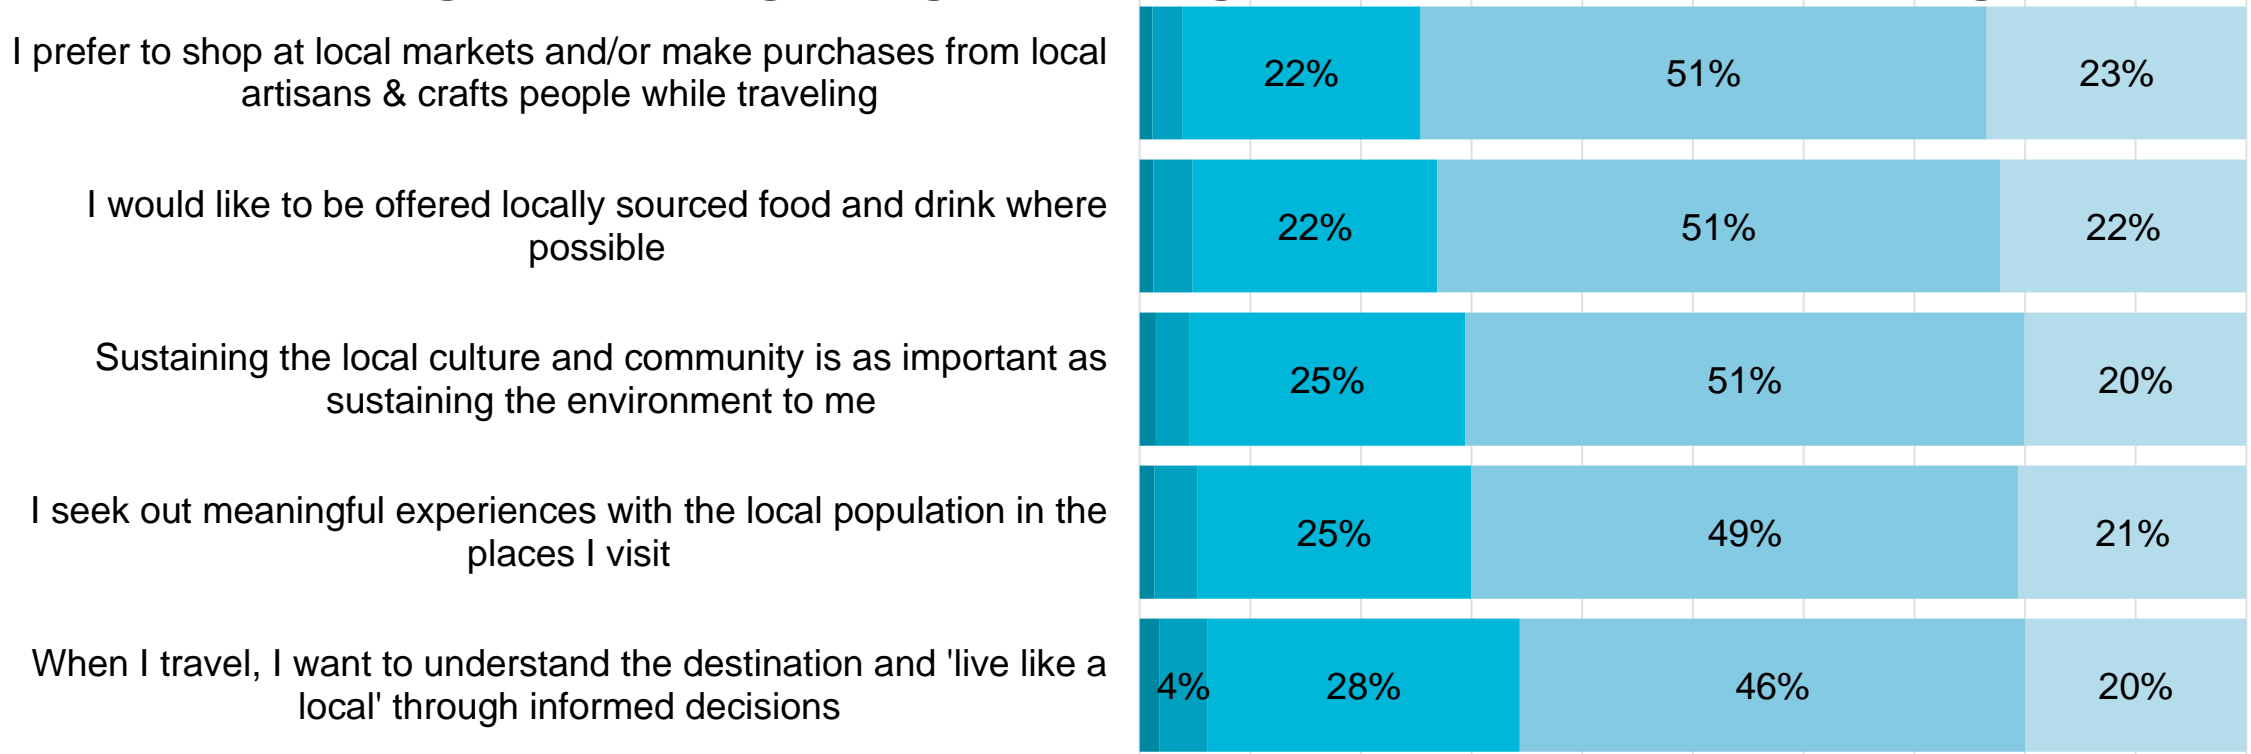 I prefer to shop at local markets and/or make purchases from local
artisans & crafts people while traveling
22% 51% 23%
I would like to be offered locally sourced food and drink where
possible
22% 51% 22%
Sustaining the local culture and community is as important as
sustaining the environment to me
25% 51% 20%
I seek out meaningful experiences with the local population in the
places I visit
25% 49% 21%
When I travel, I want to understand the destination and 'live like a
local' through informed decisions
4% 28% 46% 20%